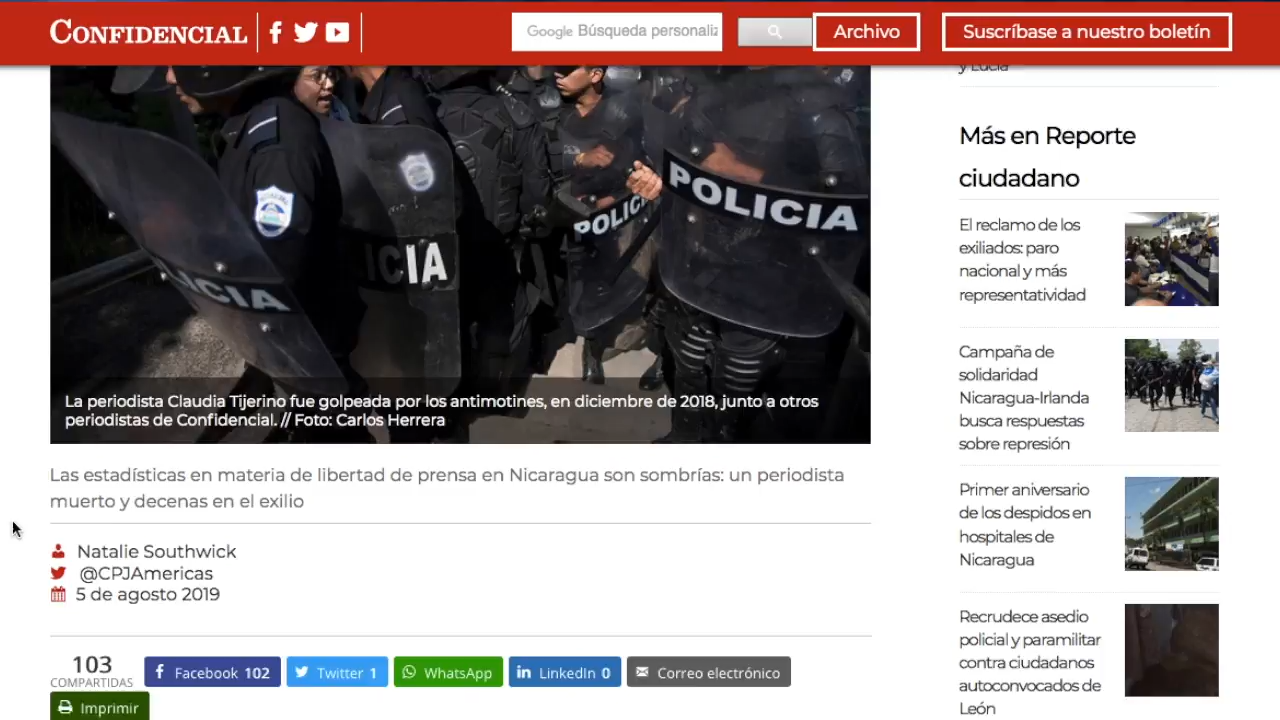 CONFIDENCIAL
Google Búsqueda personaliz
Archivo
Suscríbase a nuestro boletín
POLICIA
POLICIA
ICIA
LICIA
La periodista Claudia Tijerino fue golpeada por los antimotines, en diciembre de 2018, junto a otros
periodistas de Confidencial. // Foto: Carlos Herrera
Las estadísticas en materia de libertad de prensa en Nicaragua son sombrías: un periodista
muerto y decenas en el exilio
Natalie Southwick
@CPJAmericas
5 de agosto 2019
103
COMPARTIDAS
Facebook 102
Twitter 1
WhatsApp
LinkedIn 0
Correo electrónico
Imprimir
y Lucía
Más en Reporte
ciudadano
El reclamo de los
exiliados: paro
nacional y más
representatividad
Campaña de
solidaridad
Nicaragua-Irlanda
busca respuestas
sobre represión
Primer aniversario
de los despidos en
hospitales de
Nicaragua
Recrudece asedio
policial y paramilitar
contra ciudadanos
autoconvocados de
León